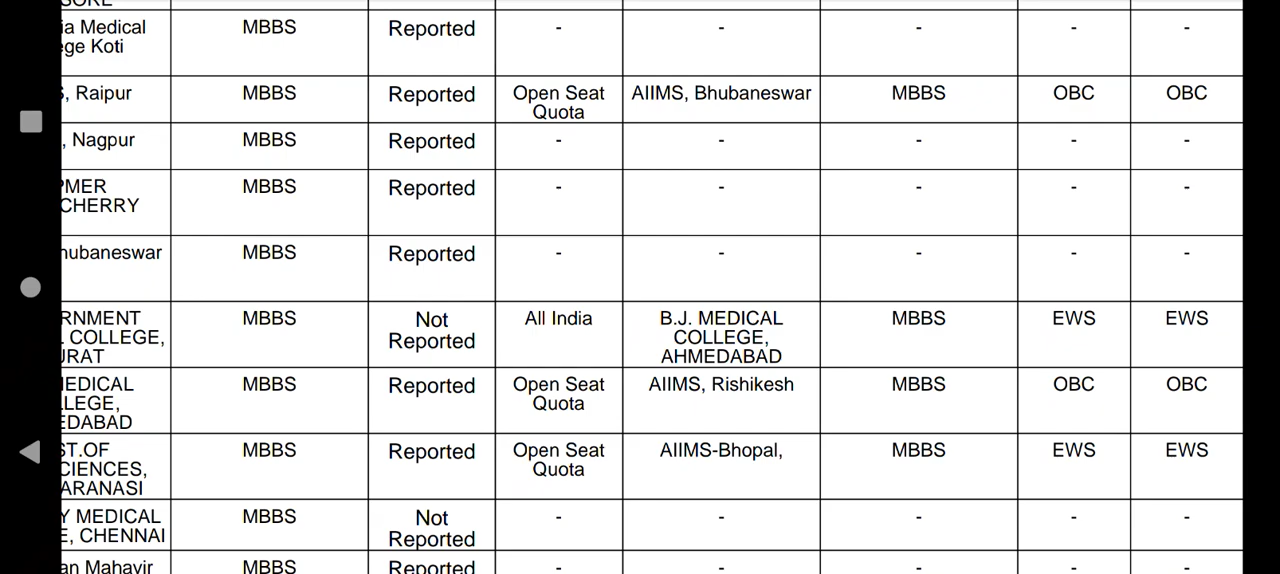 ia Medical MBBS Reported - - - - -
ege Koti
, Raipur MBBS Reported Open Seat AIIMS, Bhubaneswar MBBS OBC OBC
Quota
, Nagpur MBBS Reported - - - - -
PMER MBBS Reported - - - - -
CHERRY
hubaneswar MBBS Reported - - - - -
RNMENT MBBS Not All India B.J. MEDICAL MBBS EWS EWS
COLLEGE, Reported COLLEGE,
URAT AHMEDABAD
MEDICAL MBBS Reported Open Seat AIIMS, Rishikesh MBBS OBC OBC
LLEGE, Quota
EDABAD
ST.OF MBBS Reported Open Seat AIIMS-Bhopal, MBBS EWS EWS
CIENCES, Quota
ARANASI
Y MEDICAL MBBS Not - - - - -
E, CHENNAI Reported
an Mahavir MBBS Reported - - - - -